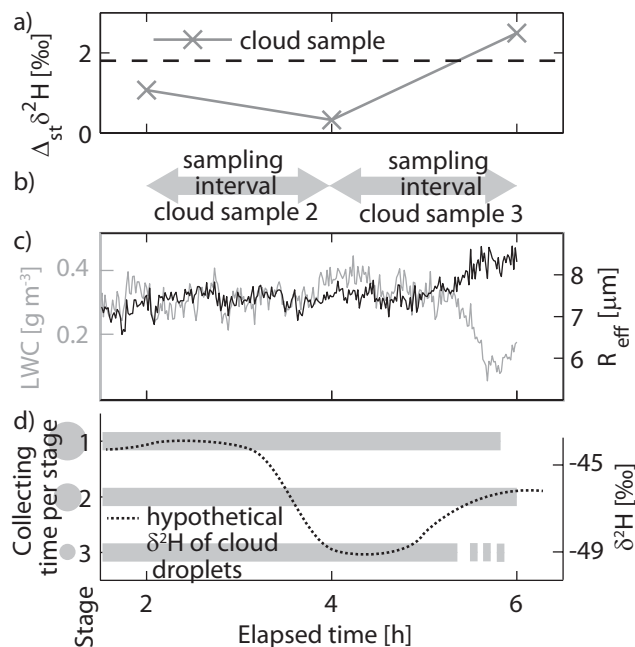 a)
Δst δ²H [‰]
2
0
cloud sample
b)
sampling
interval
cloud sample 2
sampling
interval
cloud sample 3
c)
LWC [g m⁻³]
0.4
0.2
8
7
6
Reff [μm]
d)
Collecting
time per stage
1
2
3
hypothetical
δ²H of cloud
droplets
-45
-49
δ²H [‰]
Stage
2
4
6
Elapsed time [h]